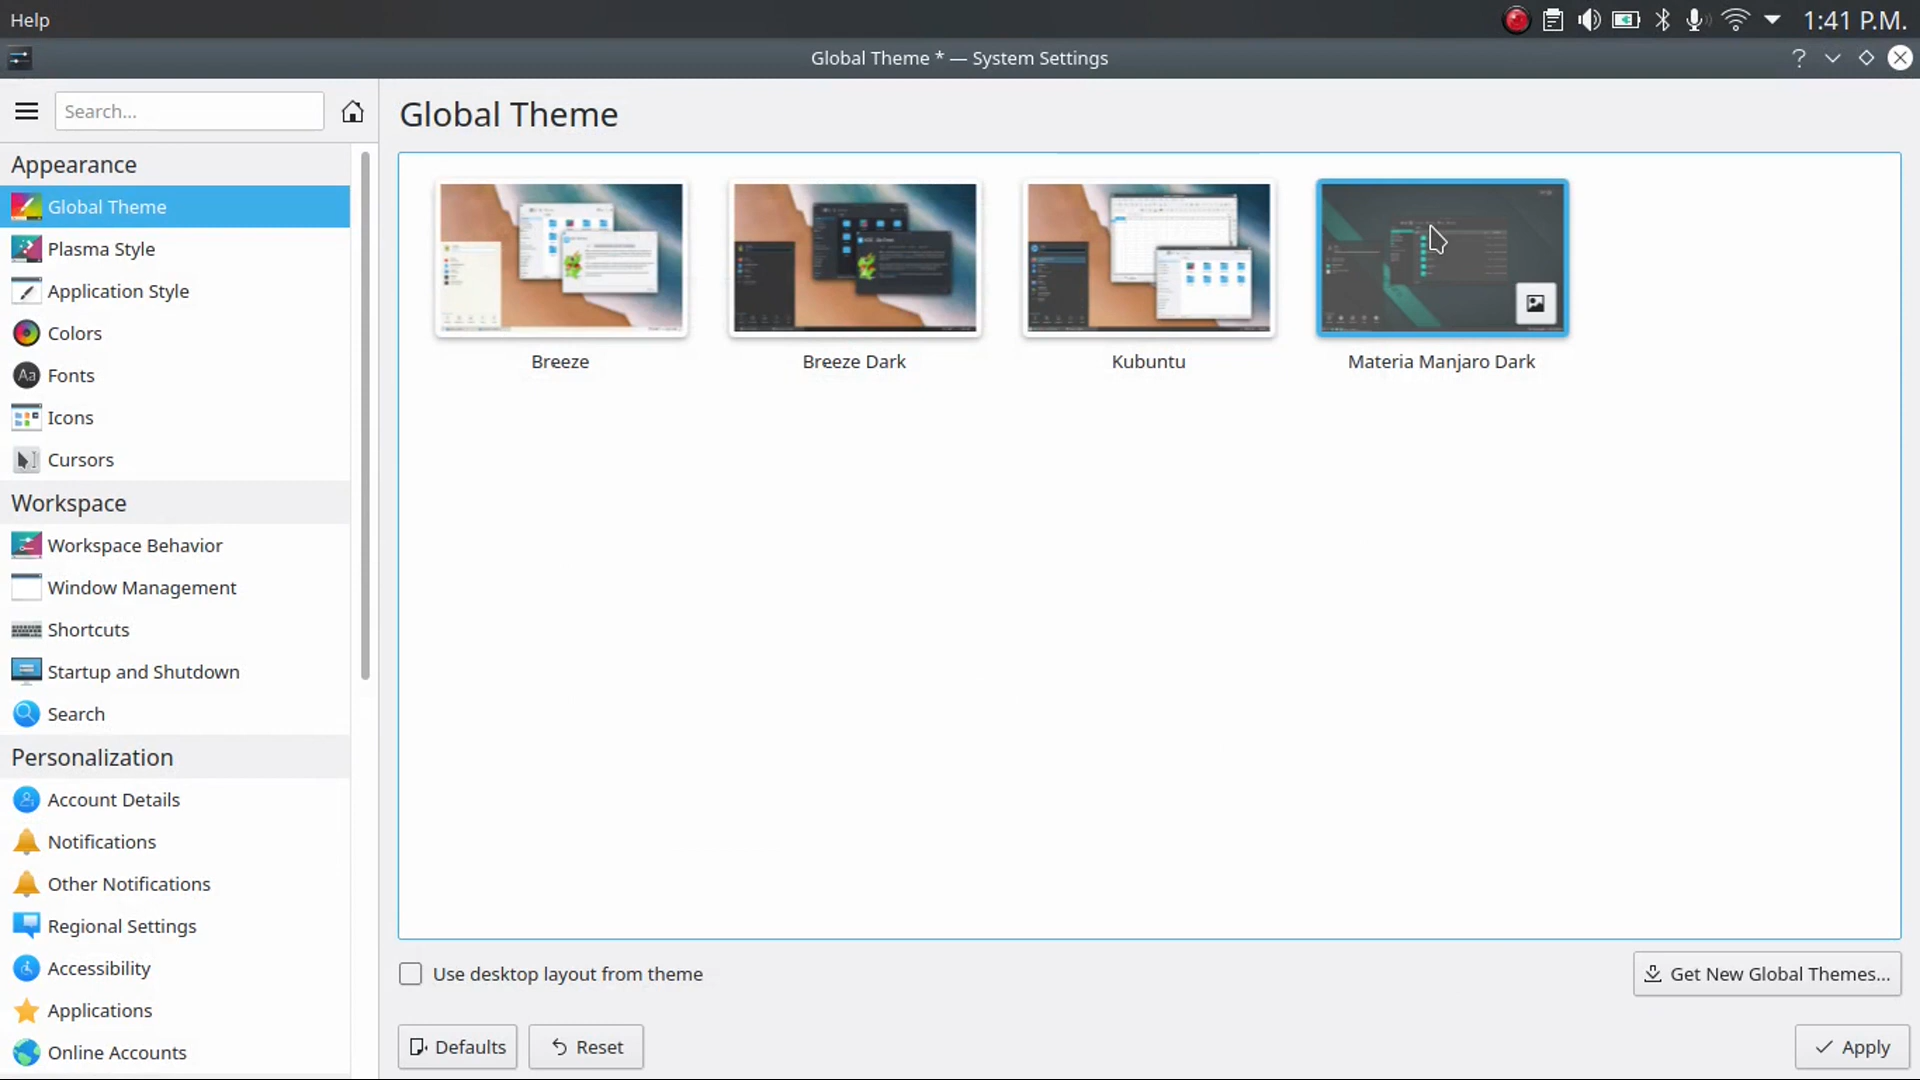 Help
1:41 P.M.
Global Theme * — System Settings
Search...
Global Theme
Appearance
Global Theme
Plasma Style
Application Style
Colors
Fonts
Icons
Cursors
Workspace
Workspace Behavior
Window Management
Shortcuts
Startup and Shutdown
Search
Personalization
Account Details
Notifications
Other Notifications
Regional Settings
Accessibility
Applications
Online Accounts
Breeze
Breeze Dark
Kubuntu
Materia Manjaro Dark
Use desktop layout from theme
Get New Global Themes...
Defaults
Reset
Apply